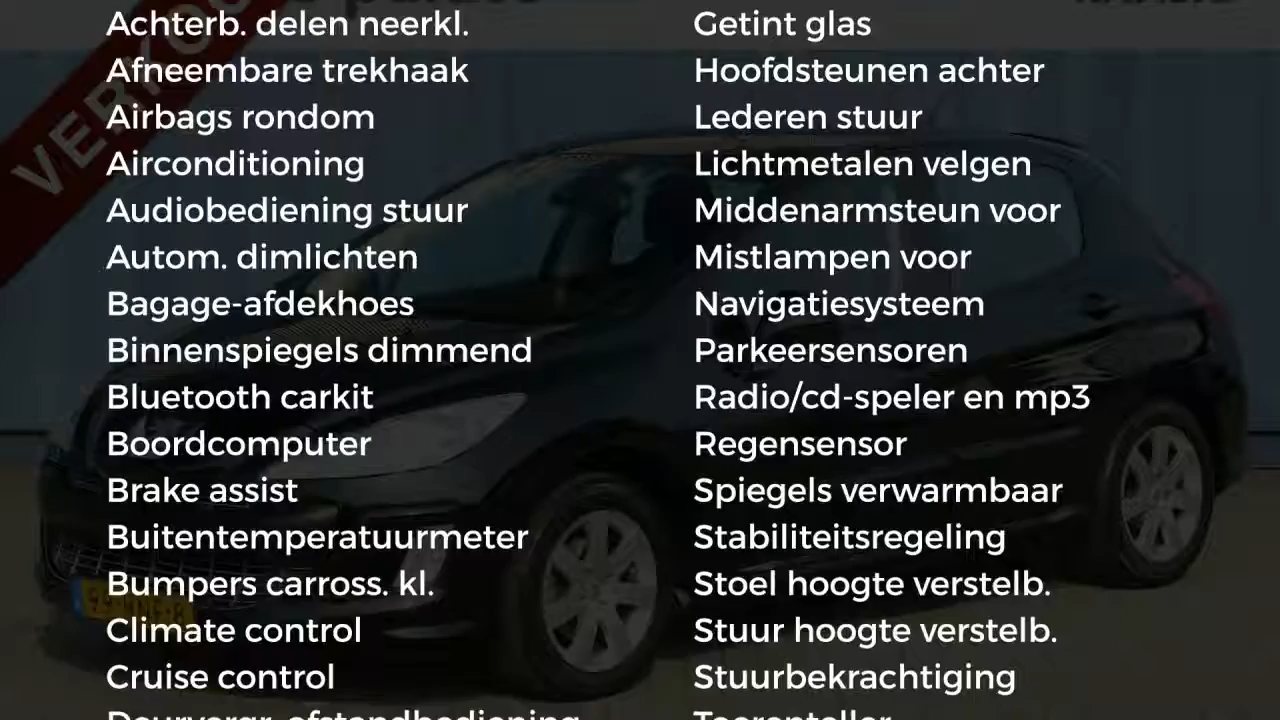 Achterb. delen neerkl.
Afneembare trekhaak
Airbags rondom
Airconditioning
Audiobediening stuur
Autom. dimlichten
Bagage-afdekhoes
Binnenspiegels dimmend
Bluetooth carkit
Boordcomputer
Brake assist
Buitentemperatuurmeter
Bumpers carross. kl.
Climate control
Cruise control
Deurvergr. afstandbediening
Getint glas
Hoofdsteunen achter
Lederen stuur
Lichtmetalen velgen
Middenarmsteun voor
Mistlampen voor
Navigatiesysteem
Parkeersensoren
Radio/cd-speler en mp3
Regensensor
Spiegels verwarmbaar
Stabiliteitsregeling
Stoel hoogte verstelb.
Stuur hoogte verstelb.
Stuurbekrachtiging
Toerenteller